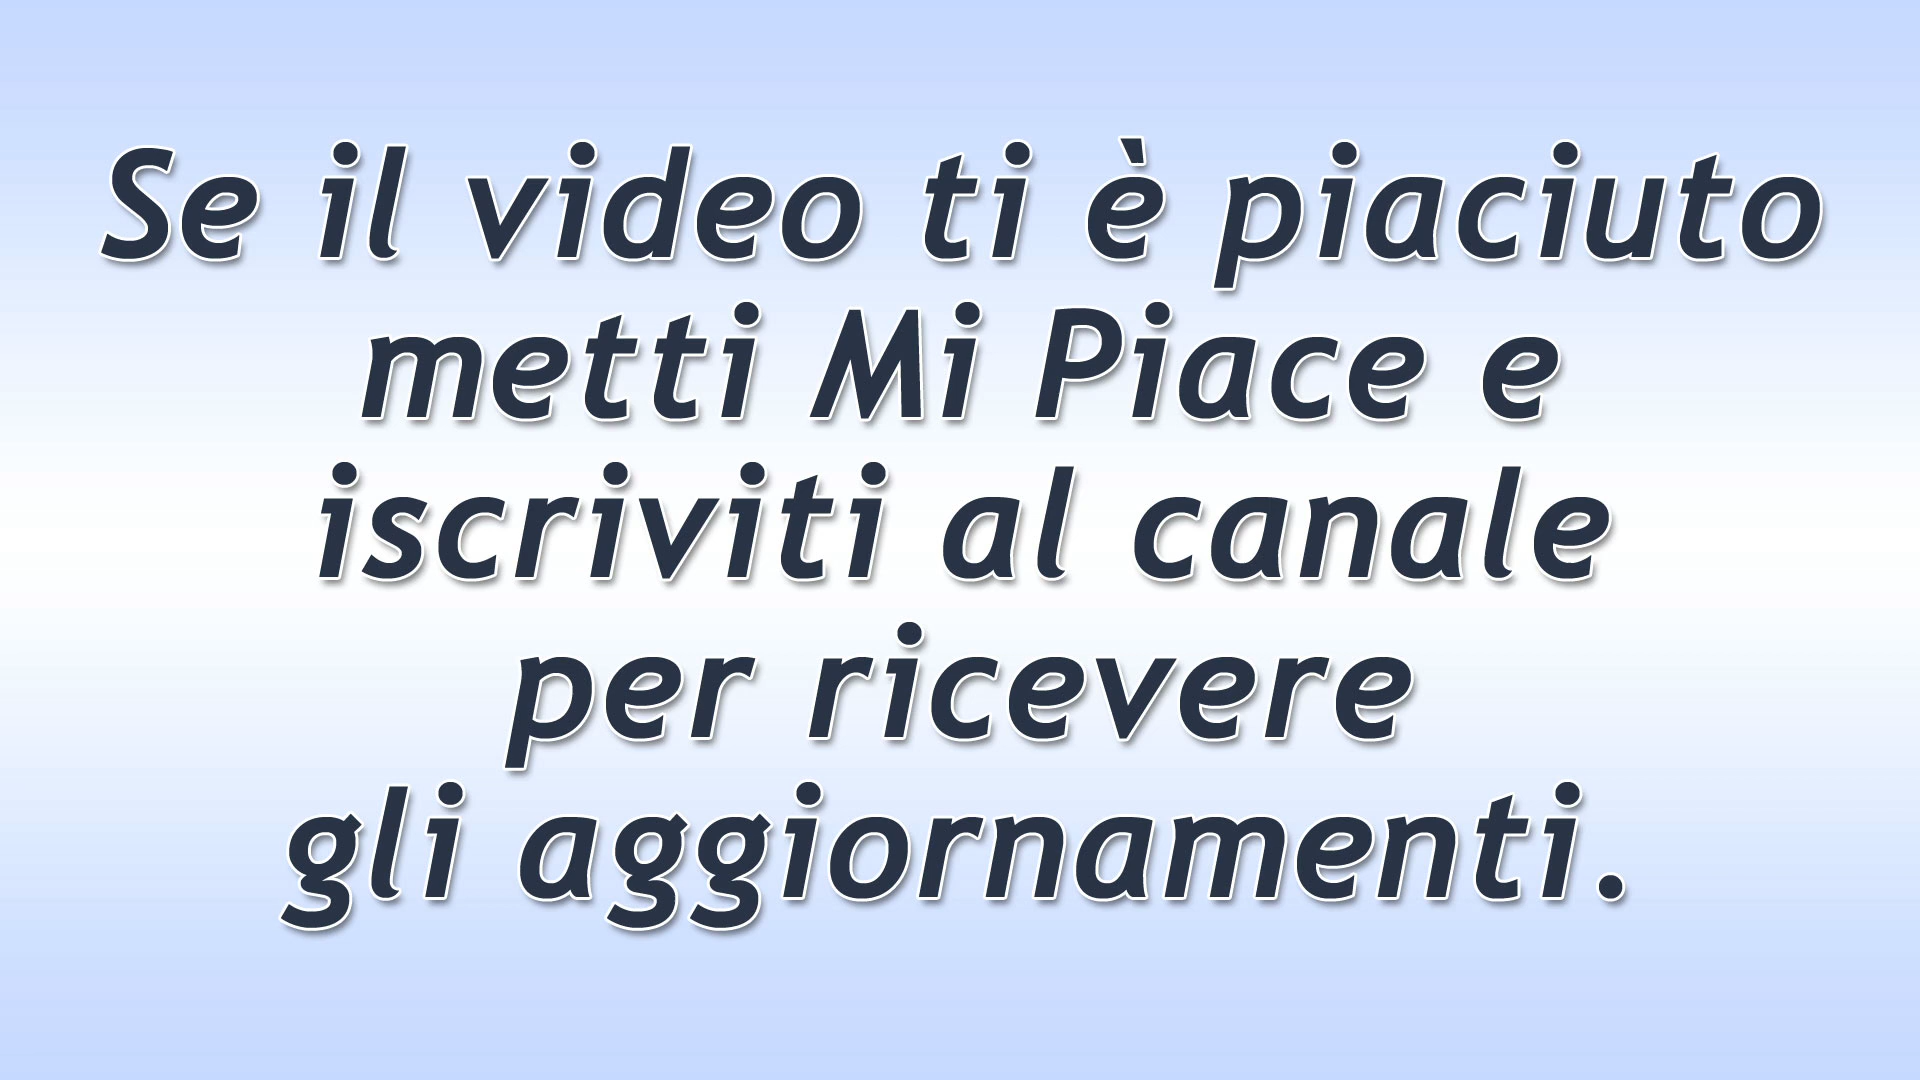 Se il video ti è piaciuto
metti Mi Piace e
iscriviti al canale
per ricevere
gli aggiornamenti.